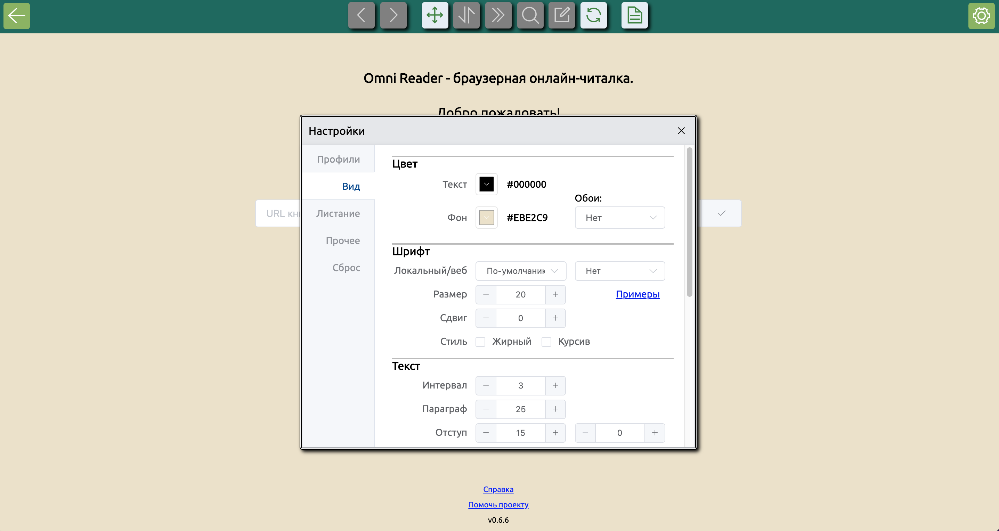 Omni Reader - браузерная онлайн-читалка.
Добро пожаловать!
Настройки
Профили
Вид
Листание
Прочее
Сброс
Цвет
Текст #000000
Обои:
Фон #EBE2C9 Нет
Шрифт
Локальный/веб По-умолчани Нет
Размер 20 Примеры
Сдвиг 0
Стиль Жирный Курсив
Текст
Интервал 3
Параграф 25
Отступ 15 0
URL кн
Справка
Помочь проекту
v0.6.6